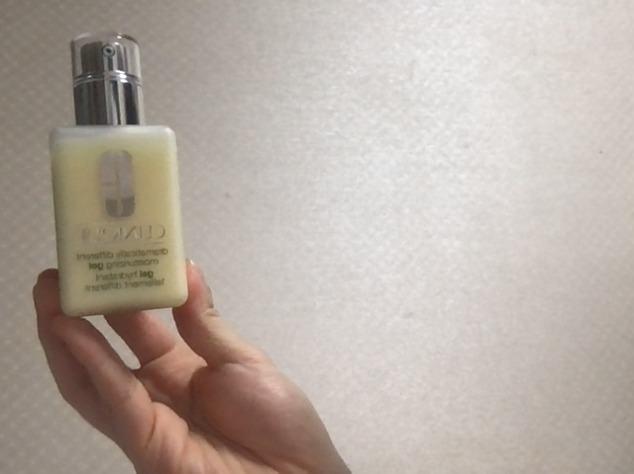 CLINIQUE
dramatically different
moisturizing gel
gel hydratant
tellement différent